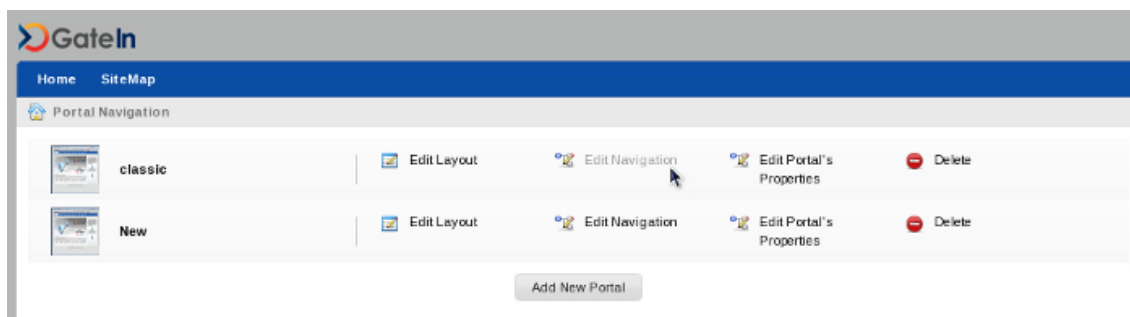 GateIn
Home SiteMap
Portal Navigation
classic Edit Layout Edit Navigation Edit Portal's Properties Delete
New Edit Layout Edit Navigation Edit Portal's Properties Delete
Add New Portal